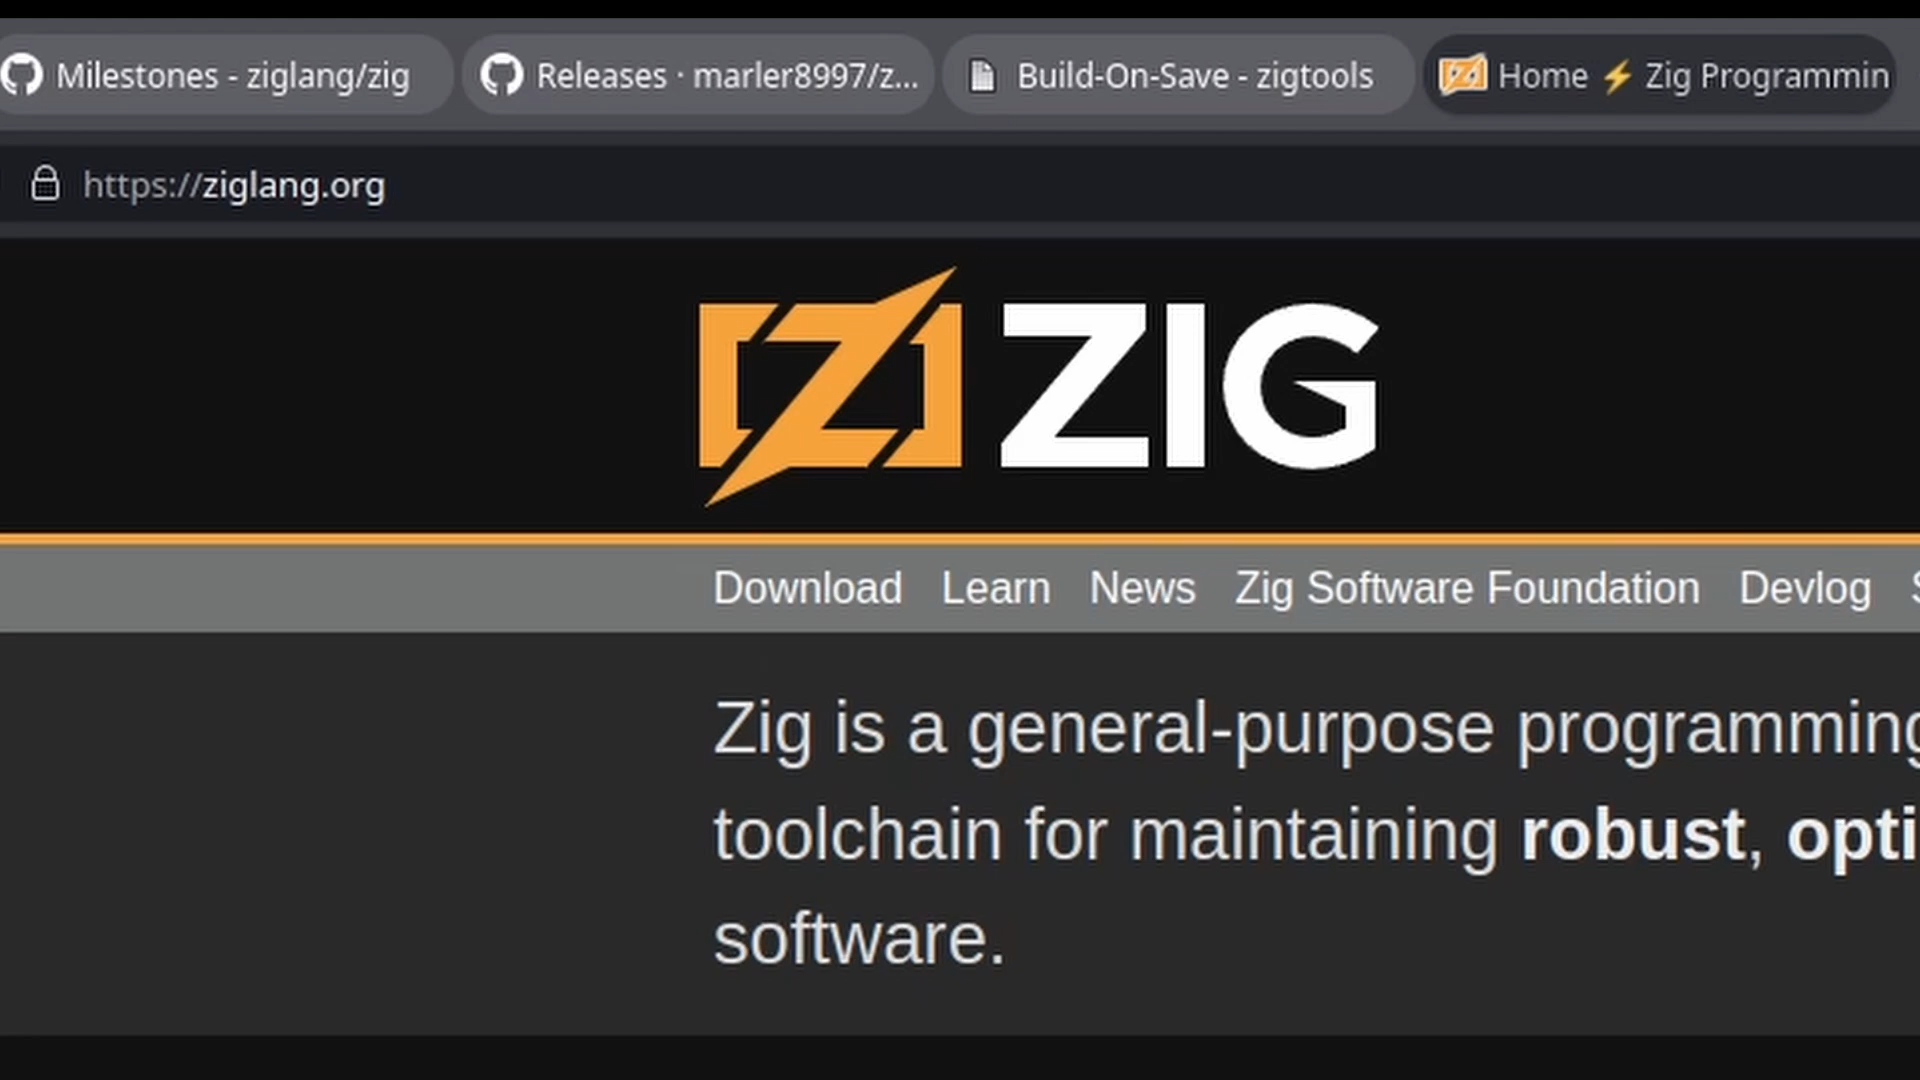 Milestones - ziglang/zig
Releases · marler8997/z...
Build-On-Save - zigtools
Home ⚡ Zig Programmin
https://ziglang.org
ZIG
Download Learn News Zig Software Foundation Devlog
Zig is a general-purpose programming
toolchain for maintaining robust, opti
software.